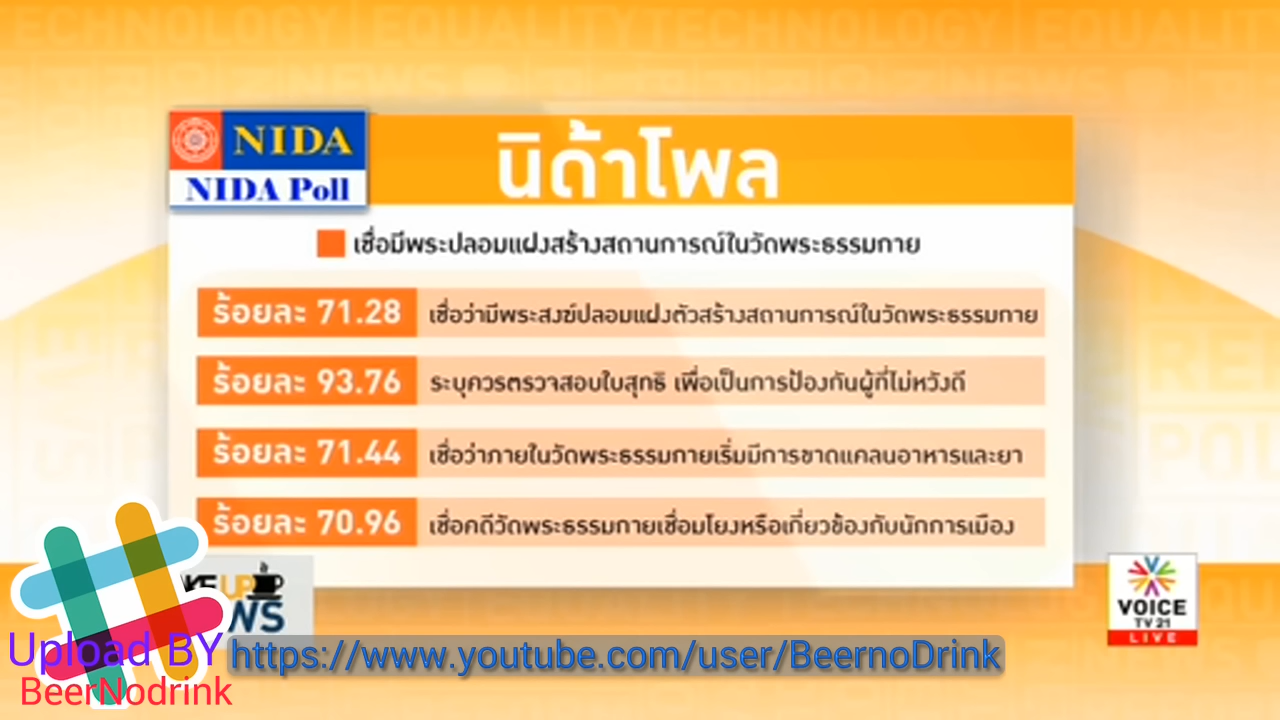 ECHNOLOGY | EQUALITY TECHNOLOGY | EQUALIT
NEWS
NIDA
NIDA Poll
นิด้าโพล
เชื่อมีพระปลอมแฝงสร้างสถานการณ์ในวัดพระธรรมกาย
ร้อยละ 71.28 เชื่อว่ามีพระสงฆ์ปลอมแฝงตัวสร้างสถานการณ์ในวัดพระธรรมกาย
ร้อยละ 93.76 ระบุควรตรวจสอบใบสุทธิ เพื่อเป็นการป้องกันผู้ที่ไม่หวังดี
ร้อยละ 71.44 เชื่อว่าภายในวัดพระธรรมกายเริ่มมีการขาดแคลนอาหารและยา
ร้อยละ 70.96 เชื่อคดีวัดพระธรรมกายเชื่อมโยงหรือเกี่ยวข้องกับนักการเมือง
KE UP
WS
VOICE
TV 21
LIVE
Upload BY https://www.youtube.com/user/BeernoDrink
BeerNodrink